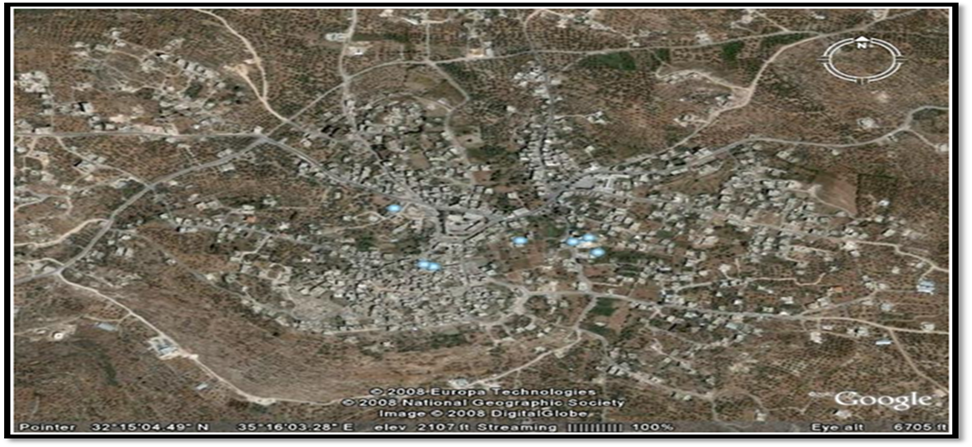 N
© 2008 Europa Technologies
© 2008 National Geographic Society
Image © 2008 DigitalGlobe
Google
Pointer 32°15'04.49" N 35°16'03.28" E elev 2107 ft Streaming 100% Eye alt 6705 ft